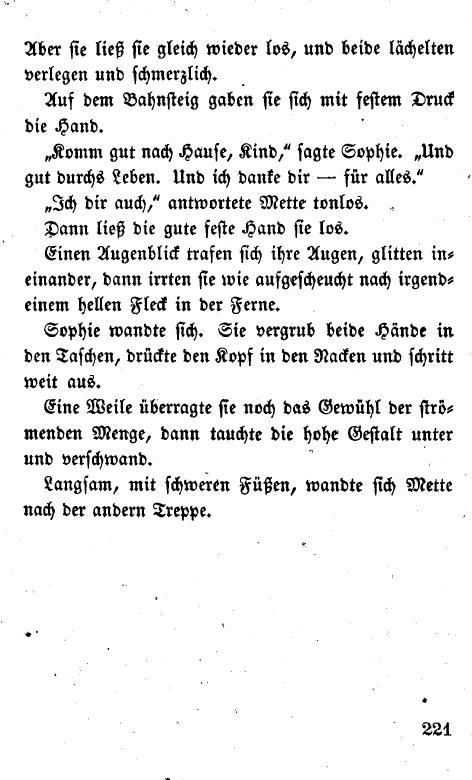 Aber sie ließ sie gleich wieder los, und beide lächelten
verlegen und schmerzlich.
Auf dem Bahnsteig gaben sie sich mit festem Druck
die Hand.
„Komm gut nach Hause, Kind,“ sagte Sophie. „Und
gut durchs Leben. Und ich danke dir — für alles.“
„Ich dir auch,“ antwortete Mette tonlos.
Dann ließ die gute feste Hand sie los.
Einen Augenblick trafen sich ihre Augen, glitten in-
einander, dann irrten sie wie aufgescheucht nach irgend-
einem hellen Fleck in der Ferne.
Sophie wandte sich. Sie vergrub beide Hände in
den Taschen, drückte den Kopf in den Nacken und schritt
weit aus.
Eine Weile überragte sie noch das Gewühl der strö-
menden Menge, dann tauchte die hohe Gestalt unter
und verschwand.
Langsam, mit schweren Füßen, wandte sich Mette
nach der andern Treppe.
221